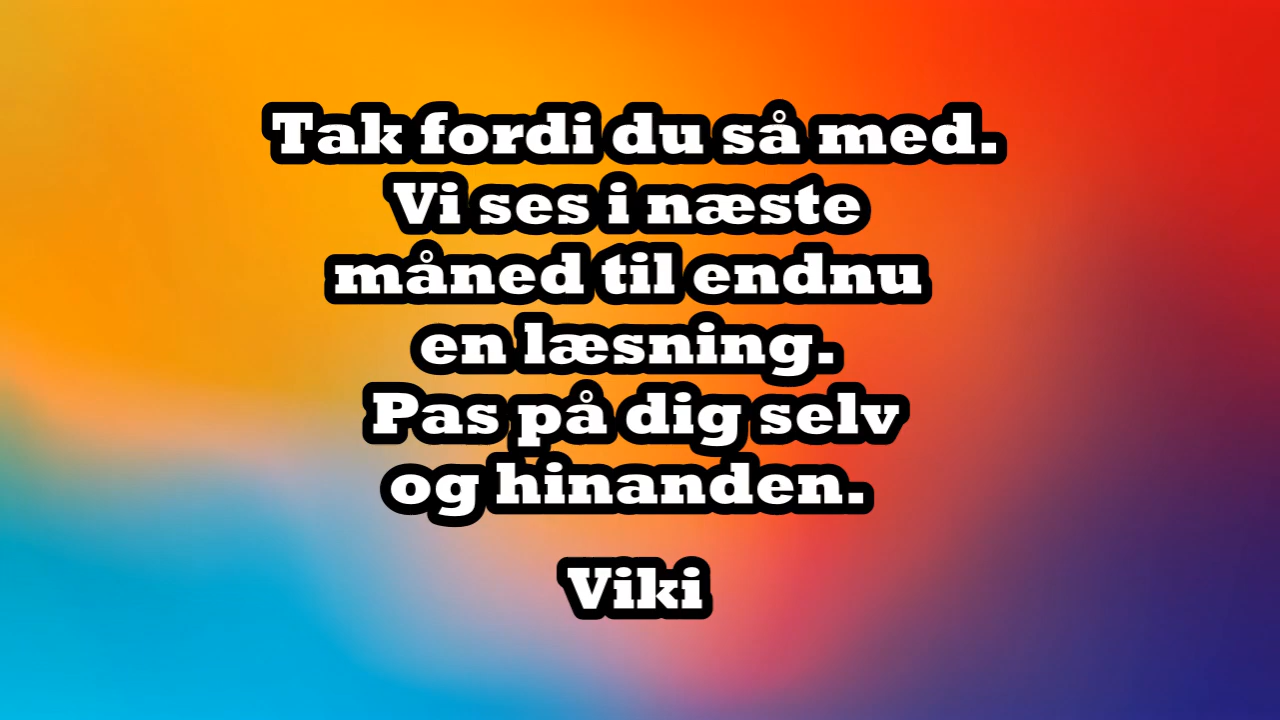 Tak fordi du så med.
Vi ses i næste
måned til endnu
en læsning.
Pas på dig selv
og hinanden.
Viki